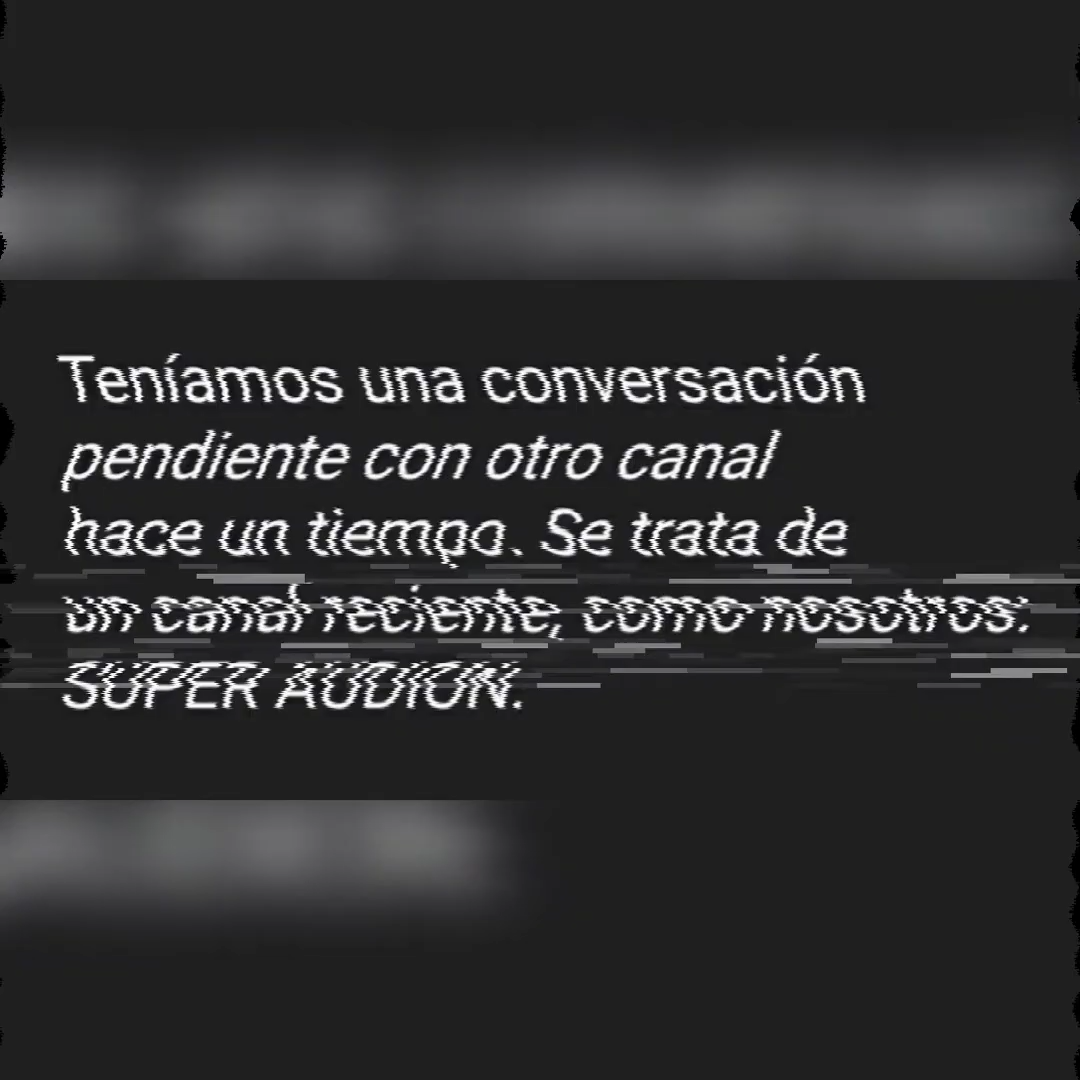 Teníamos una conversación
pendiente con otro canal
hace un tiempo. Se trata de
un canal reciente, como nosotros:
SUPER AUDION.